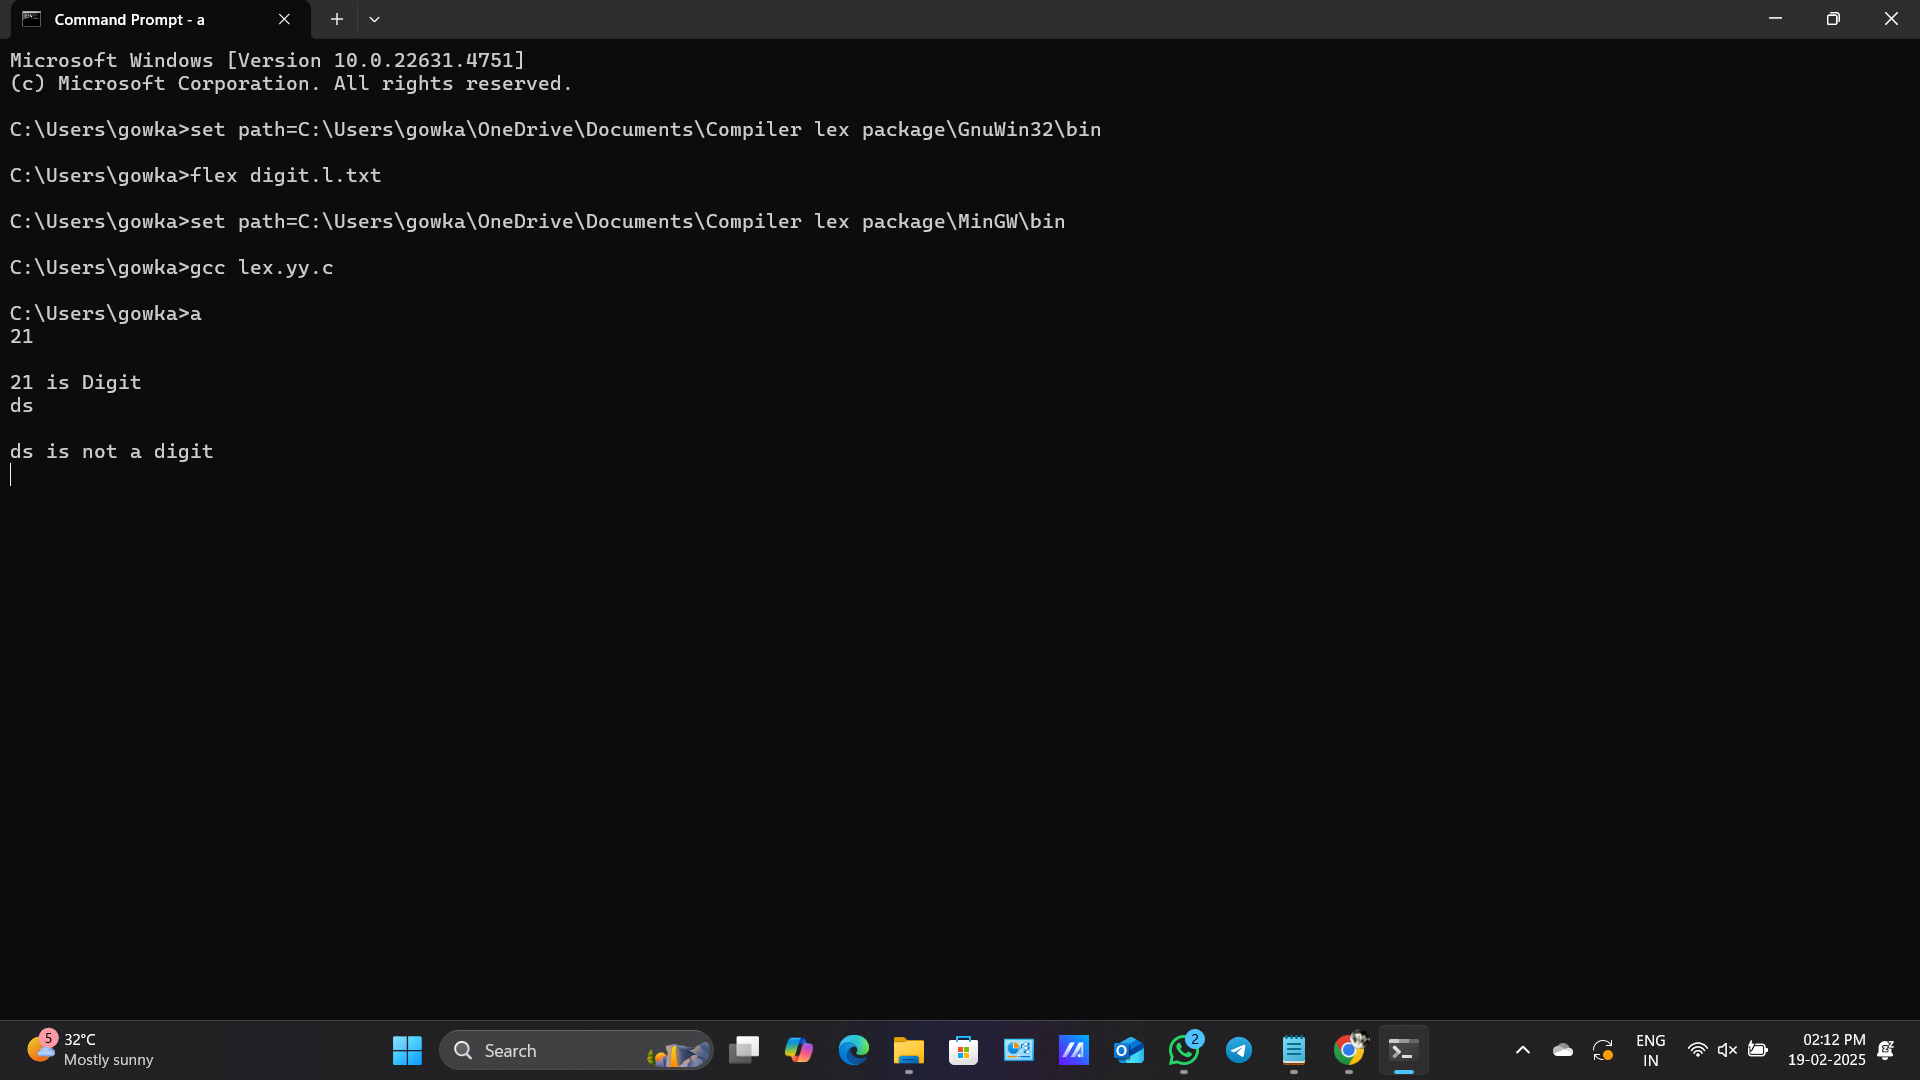 Command Prompt - a
Microsoft Windows [Version 10.0.22631.4751]
(c) Microsoft Corporation. All rights reserved.
C:\Users\gowka>set path=C:\Users\gowka\OneDrive\Documents\Compiler lex package\GnuWin32\bin
C:\Users\gowka>flex digit.l.txt
C:\Users\gowka>set path=C:\Users\gowka\OneDrive\Documents\Compiler lex package\MinGW\bin
C:\Users\gowka>gcc lex.yy.c
C:\Users\gowka>a
21
21 is Digit
ds
ds is not a digit
5
32°C
Mostly sunny
Search
2
ENG
IN
02:12 PM
19-02-2025